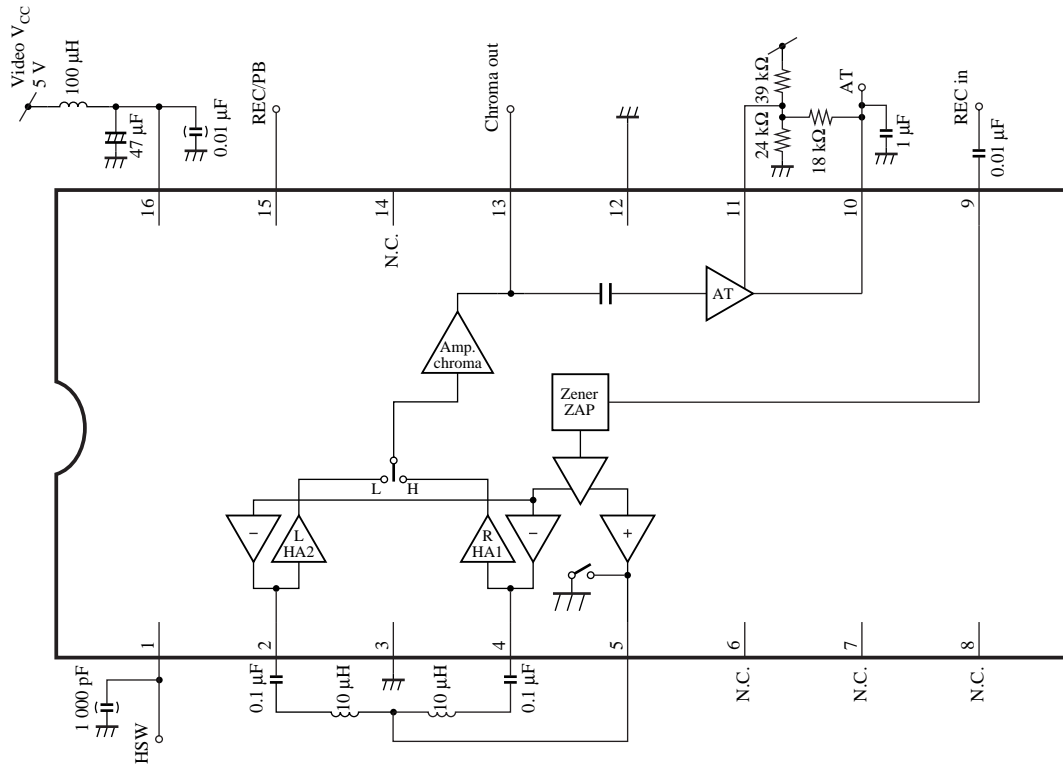 Video VCC
5 V
100 µH
47 µF
0.01 µF
REC/PB
Chroma out
39 kΩ
24 kΩ
18 kΩ
AT
1 µF
REC in
0.01 µF
16
15
14
13
12
11
10
9
N.C.
AT
Amp.
chroma
Zener
ZAP
L
H
−
L
HA2
R
HA1
−
+
1
2
3
4
5
6
7
8
1 000 pF
HSW
0.1 µF
10 µH
10 µH
0.1 µF
N.C.
N.C.
N.C.